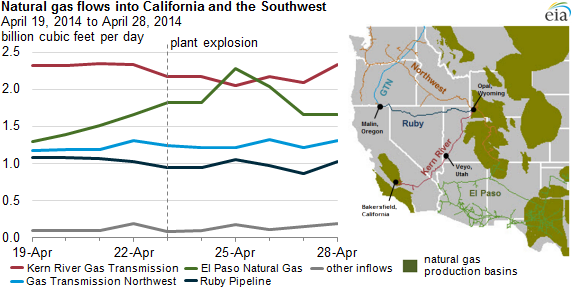 Natural gas flows into California and the Southwest
April 19, 2014 to April 28, 2014
billion cubic feet per day
plant explosion
eia
2.5
2.0
1.5
1.0
0.5
0.0
19-Apr
22-Apr
25-Apr
28-Apr
Kern River Gas Transmission
El Paso Natural Gas
other inflows
Gas Transmission Northwest
Ruby Pipeline
GTN
Northwest
Opal,
Wyoming
Malin,
Oregon
Ruby
Kern River
Veyo,
Utah
El Paso
Bakersfield,
California
natural gas
production basins